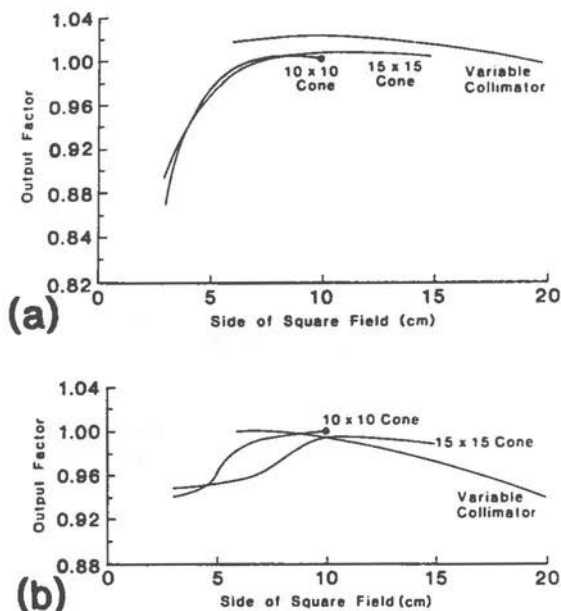 1.04
1.00
0.96
0.92
0.88
0.84
0.82
Output Factor
10 x 10
Cone
15 x 15
Cone
Variable
Collimator
0
5
10
15
20
Side of Square Field (cm)
(a)
1.04
1.00
0.96
0.94
0.88
Output Factor
10 x 10 Cone
15 x 15 Cone
Variable
Collimator
0
5
10
15
20
Side of Square Field (cm)
(b)